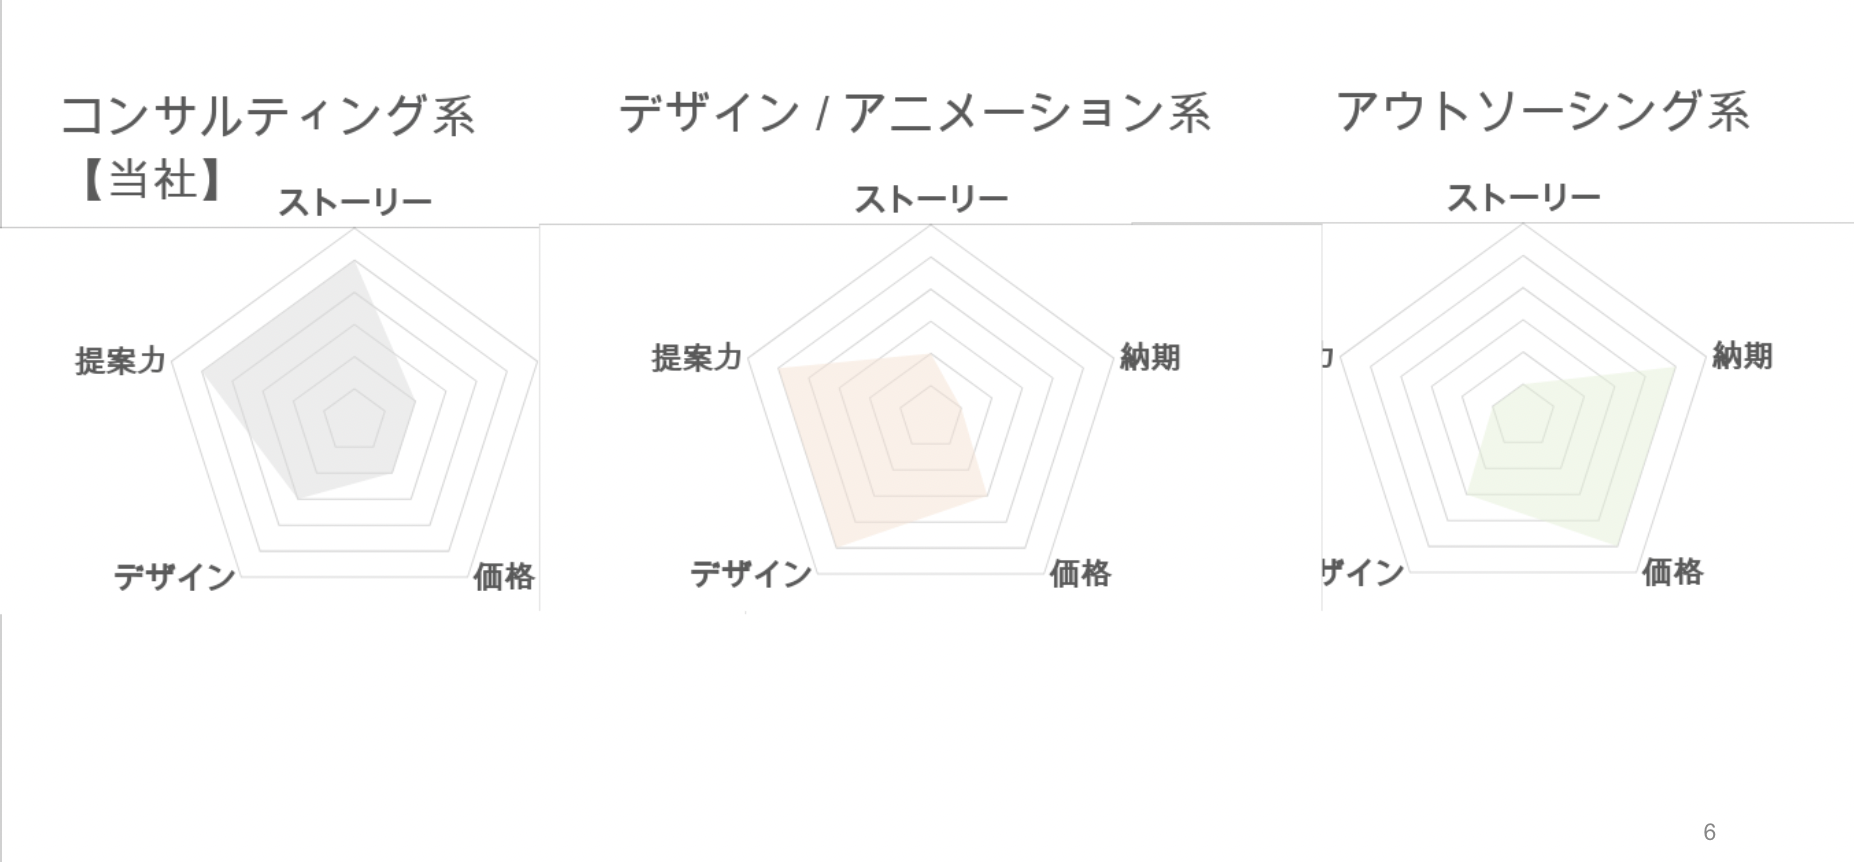 コンサルティング系
【当社】
ストーリー
提案力
デザイン
価格
デザイン / アニメーション系
ストーリー
提案力
納期
デザイン
価格
アウトソーシング系
ストーリー
力
納期
ザイン
価格
6